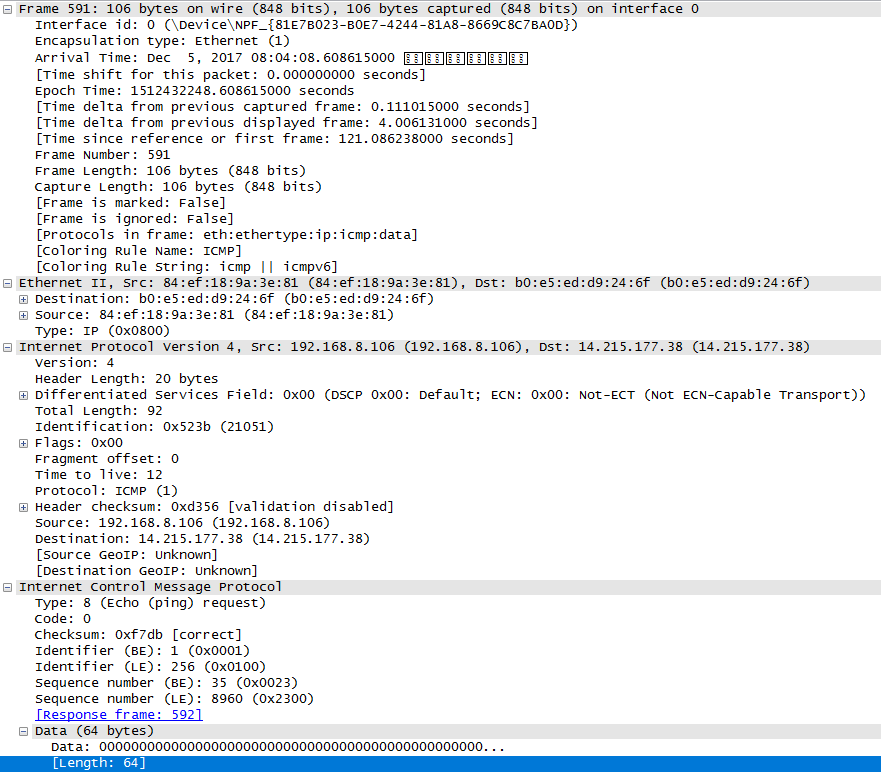 Frame 591: 106 bytes on wire (848 bits), 106 bytes captured (848 bits) on interface 0
Interface id: 0 (\Device\NPF_{81E7B023-B0E7-4244-81A8-8669C8C7BA0D})
Encapsulation type: Ethernet (1)
Arrival Time: Dec  5, 2017 08:04:08.608615000
[Time shift for this packet: 0.000000000 seconds]
Epoch Time: 1512432248.608615000 seconds
[Time delta from previous captured frame: 0.111015000 seconds]
[Time delta from previous displayed frame: 4.006131000 seconds]
[Time since reference or first frame: 121.086238000 seconds]
Frame Number: 591
Frame Length: 106 bytes (848 bits)
Capture Length: 106 bytes (848 bits)
[Frame is marked: False]
[Frame is ignored: False]
[Protocols in frame: eth:ethertype:ip:icmp:data]
[Coloring Rule Name: ICMP]
[Coloring Rule String: icmp || icmpv6]
Ethernet II, Src: 84:ef:18:9a:3e:81 (84:ef:18:9a:3e:81), Dst: b0:e5:ed:d9:24:6f (b0:e5:ed:d9:24:6f)
Destination: b0:e5:ed:d9:24:6f (b0:e5:ed:d9:24:6f)
Source: 84:ef:18:9a:3e:81 (84:ef:18:9a:3e:81)
Type: IP (0x0800)
Internet Protocol Version 4, Src: 192.168.8.106 (192.168.8.106), Dst: 14.215.177.38 (14.215.177.38)
Version: 4
Header Length: 20 bytes
Differentiated Services Field: 0x00 (DSCP 0x00: Default; ECN: 0x00: Not-ECT (Not ECN-Capable Transport))
Total Length: 92
Identification: 0x523b (21051)
Flags: 0x00
Fragment offset: 0
Time to live: 12
Protocol: ICMP (1)
Header checksum: 0xd356 [validation disabled]
Source: 192.168.8.106 (192.168.8.106)
Destination: 14.215.177.38 (14.215.177.38)
[Source GeoIP: Unknown]
[Destination GeoIP: Unknown]
Internet Control Message Protocol
Type: 8 (Echo (ping) request)
Code: 0
Checksum: 0xf7db [correct]
Identifier (BE): 1 (0x0001)
Identifier (LE): 256 (0x0100)
Sequence number (BE): 35 (0x0023)
Sequence number (LE): 8960 (0x2300)
[Response frame: 592]
Data (64 bytes)
Data: 000000000000000000000000000000000000000000000000...
[Length: 64]